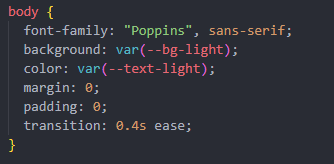 body {
  font-family: "Poppins", sans-serif;
  background: var(--bg-light);
  color: var(--text-light);
  margin: 0;
  padding: 0;
  transition: 0.4s ease;
}